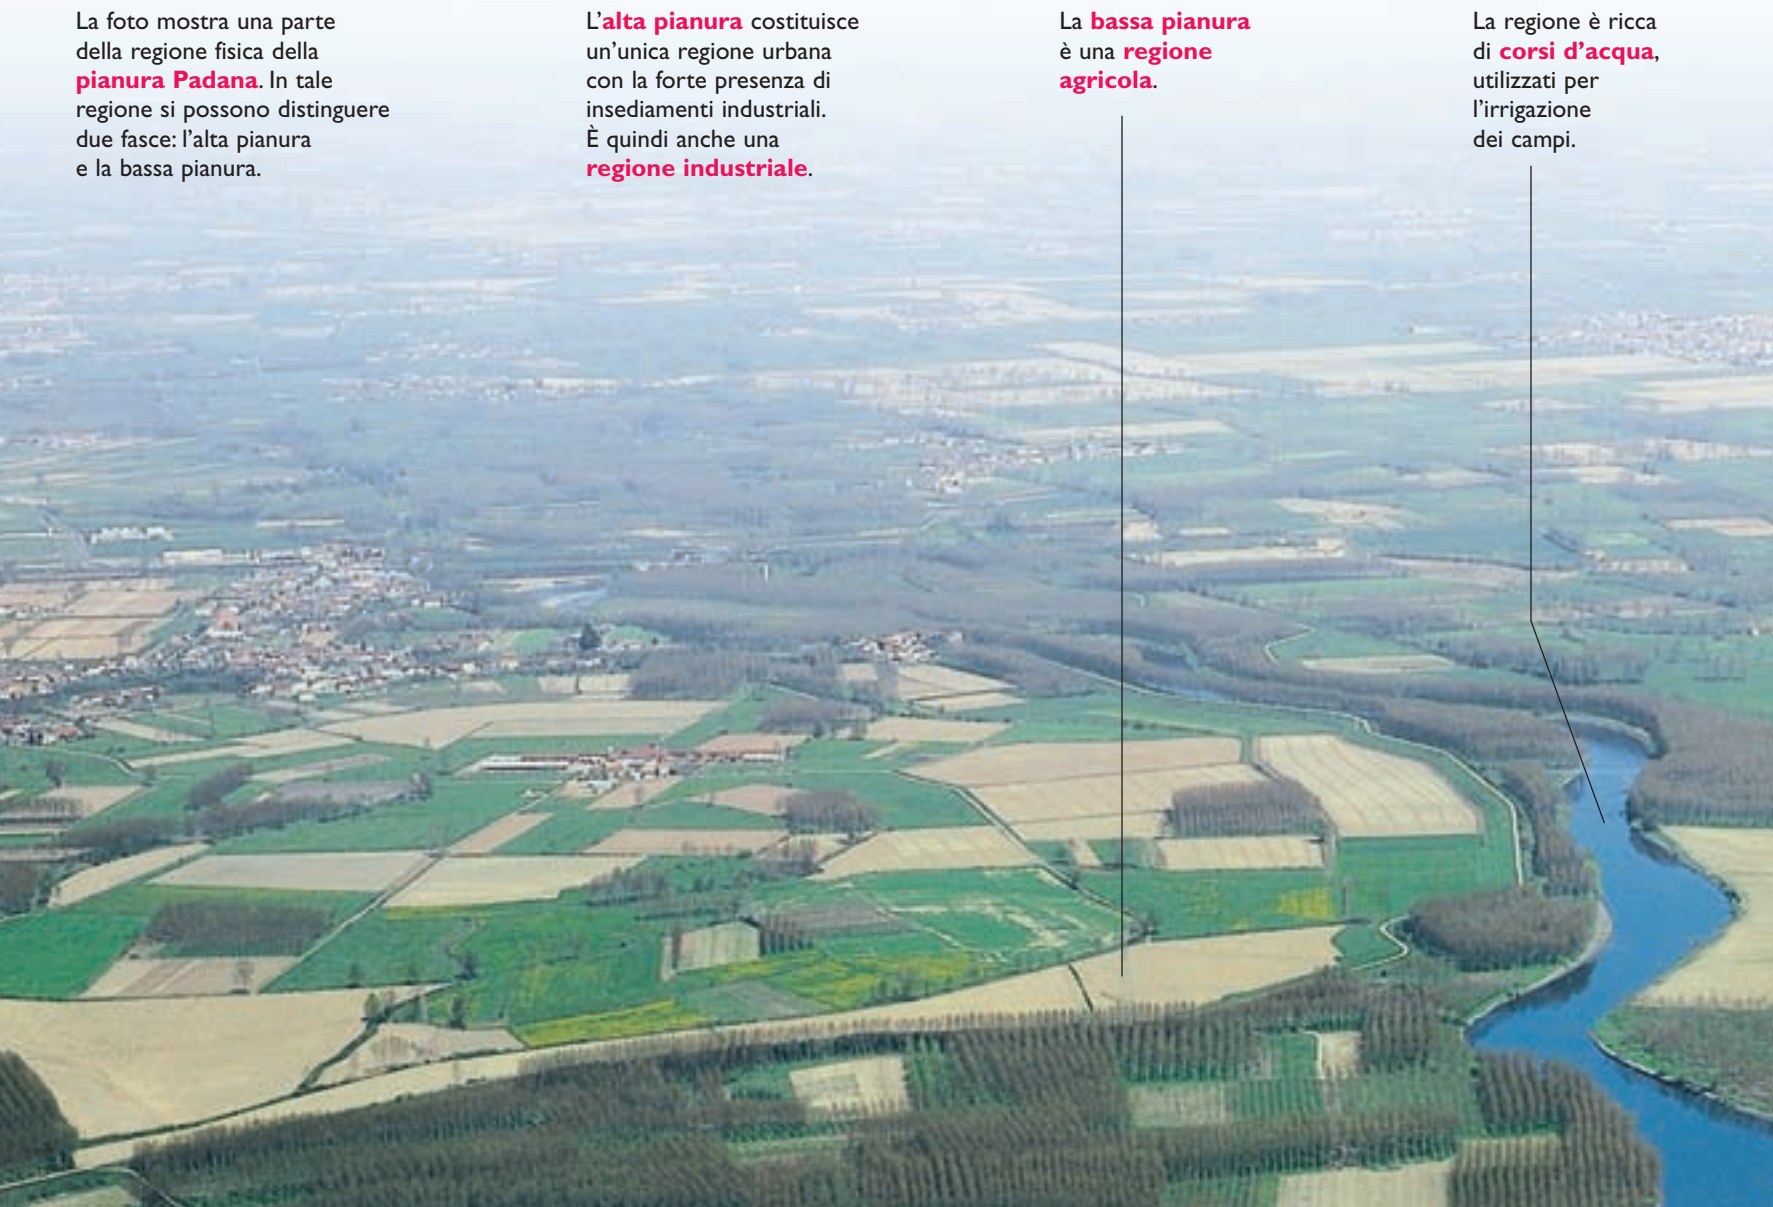 La foto mostra una parte
della regione fisica della
pianura Padana. In tale
regione si possono distinguere
due fasce: l'alta pianura
e la bassa pianura.
L'alta pianura costituisce
un'unica regione urbana
con la forte presenza di
insediamenti industriali.
È quindi anche una
regione industriale.
La bassa pianura
è una regione
agricola.
La regione è ricca
di corsi d'acqua,
utilizzati per
l'irrigazione
dei campi.